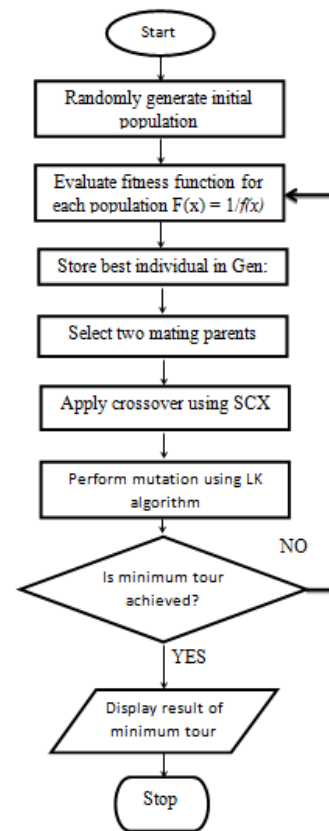 Start
Randomly generate initial
population
Evaluate fitness function for
each population F(x) = 1/f(x)
Store best individual in Gen:
Select two mating parents
Apply crossover using SCX
Perform mutation using LK
algorithm
NO
Is minimum tour
achieved?
YES
Display result of
minimum tour
Stop